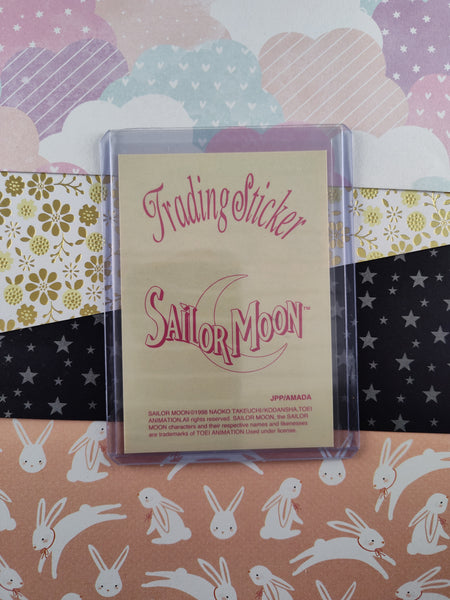 Trading Sticker
SAILOR MOON™
JPP/AMADA
SAILOR MOON©1998 NAOKO TAKEUCHI/KODANSHA,TOEI
ANIMATION.All rights reserved. SAILOR MOON, the SAILOR
MOON characters and their respective names and likenesses
are trademarks of TOEI ANIMATION.Used under license.